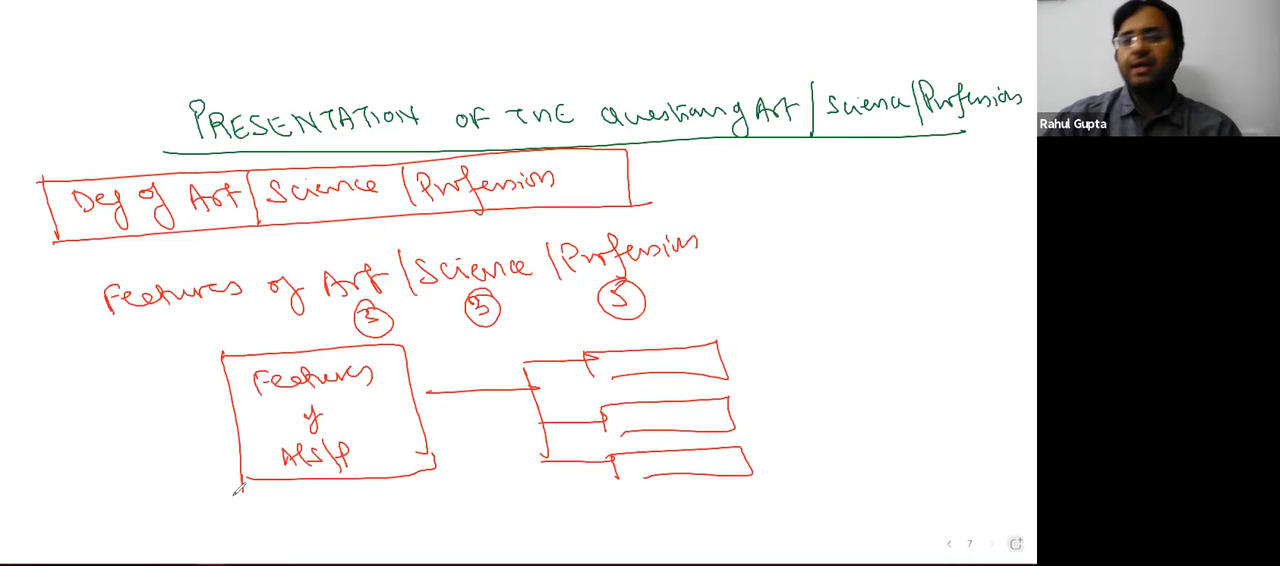 PRESENTATION OF THE Question of Art / Science / Profession
Rahul Gupta
Def of Art / Science / Profession
Features of Art / Science / Profession
3 5 5
Features
of
A/S/P
7